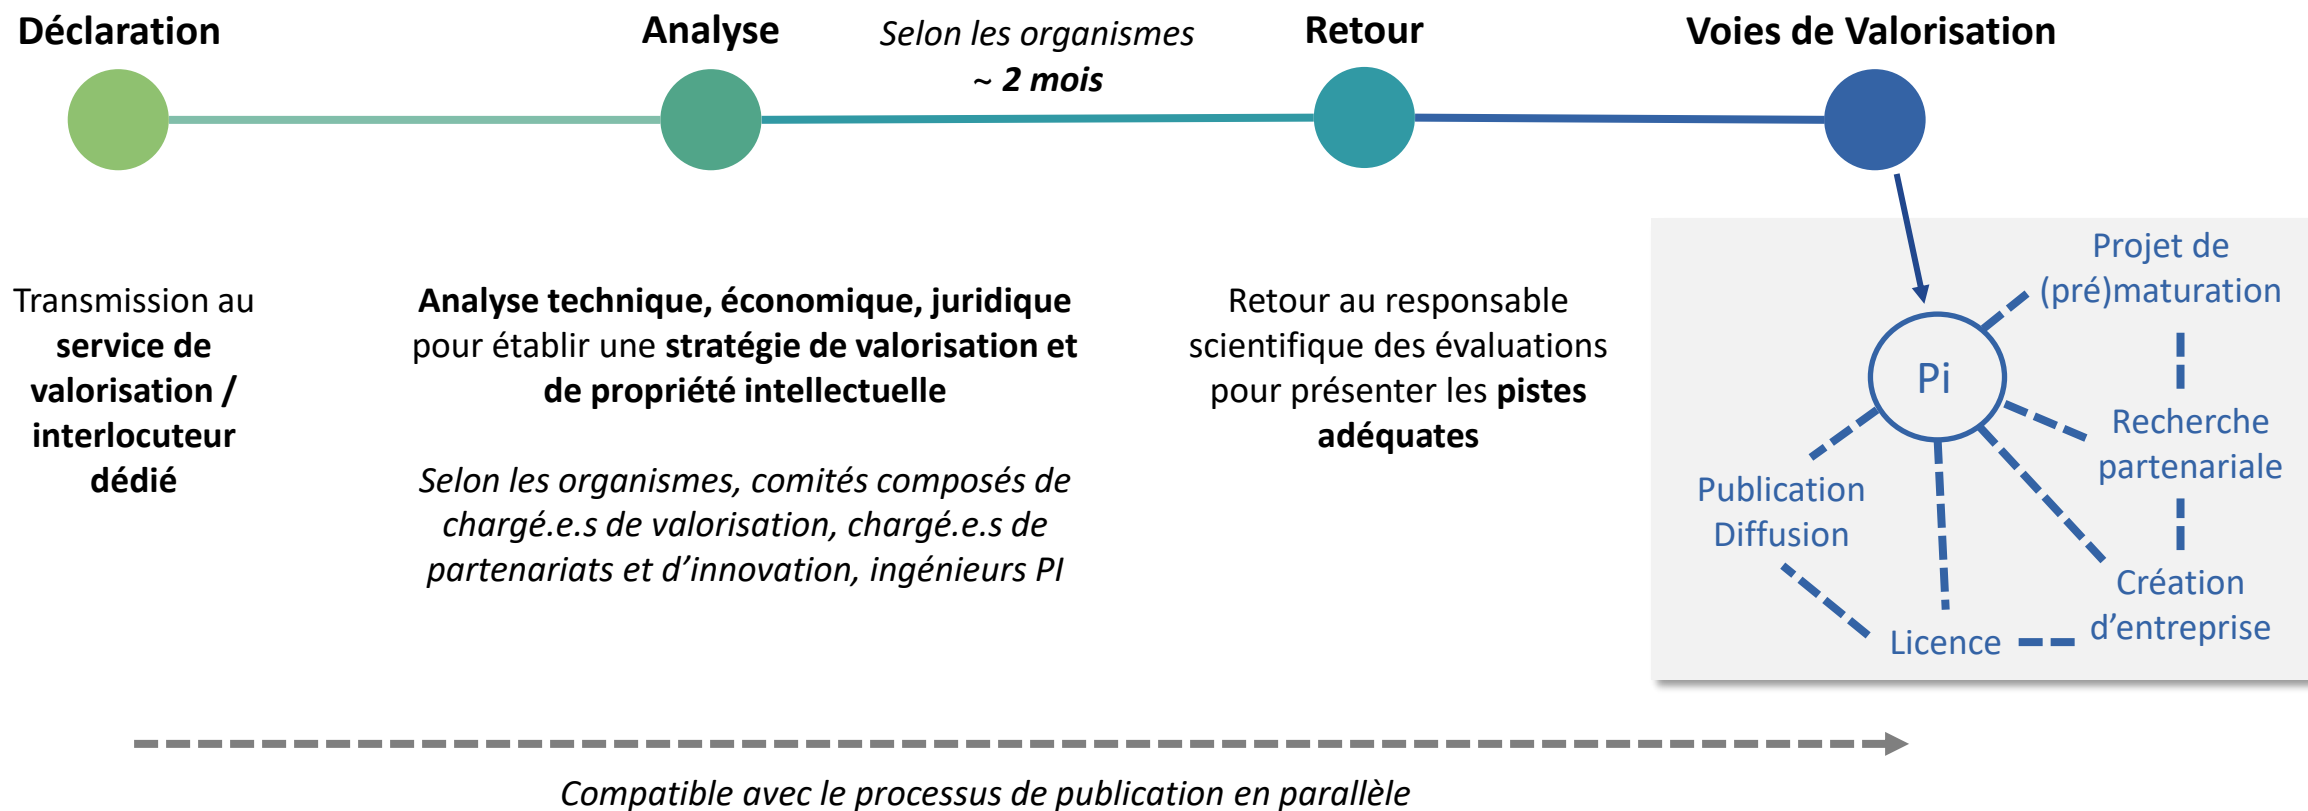 Déclaration
Analyse
Selon les organismes
~ 2 mois
Retour
Voies de Valorisation
Transmission au
service de
valorisation /
interlocuteur
dédié
Analyse technique, économique, juridique
pour établir une stratégie de valorisation et
de propriété intellectuelle
Selon les organismes, comités composés de
chargé.e.s de valorisation, chargé.e.s de
partenariats et d’innovation, ingénieurs PI
Retour au responsable
scientifique des évaluations
pour présenter les pistes
adéquates
Projet de
(pré)maturation
Pi
Recherche
partenariale
Publication
Diffusion
Création
d’entreprise
Licence
Compatible avec le processus de publication en parallèle